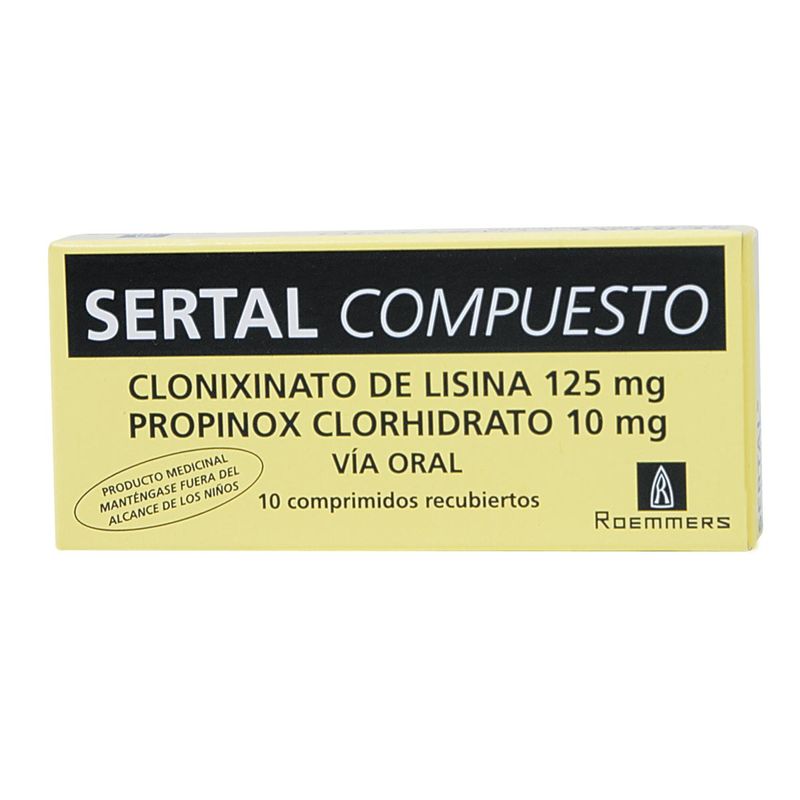 SERTAL COMPUESTO
CLONIXINATO DE LISINA 125 mg
PROPINOX CLORHIDRATO 10 mg
VÍA ORAL
10 comprimidos recubiertos
PRODUCTO MEDICINAL
MANTÉNGASE FUERA DEL
ALCANCE DE LOS NIÑOS
R
ROEMMERS